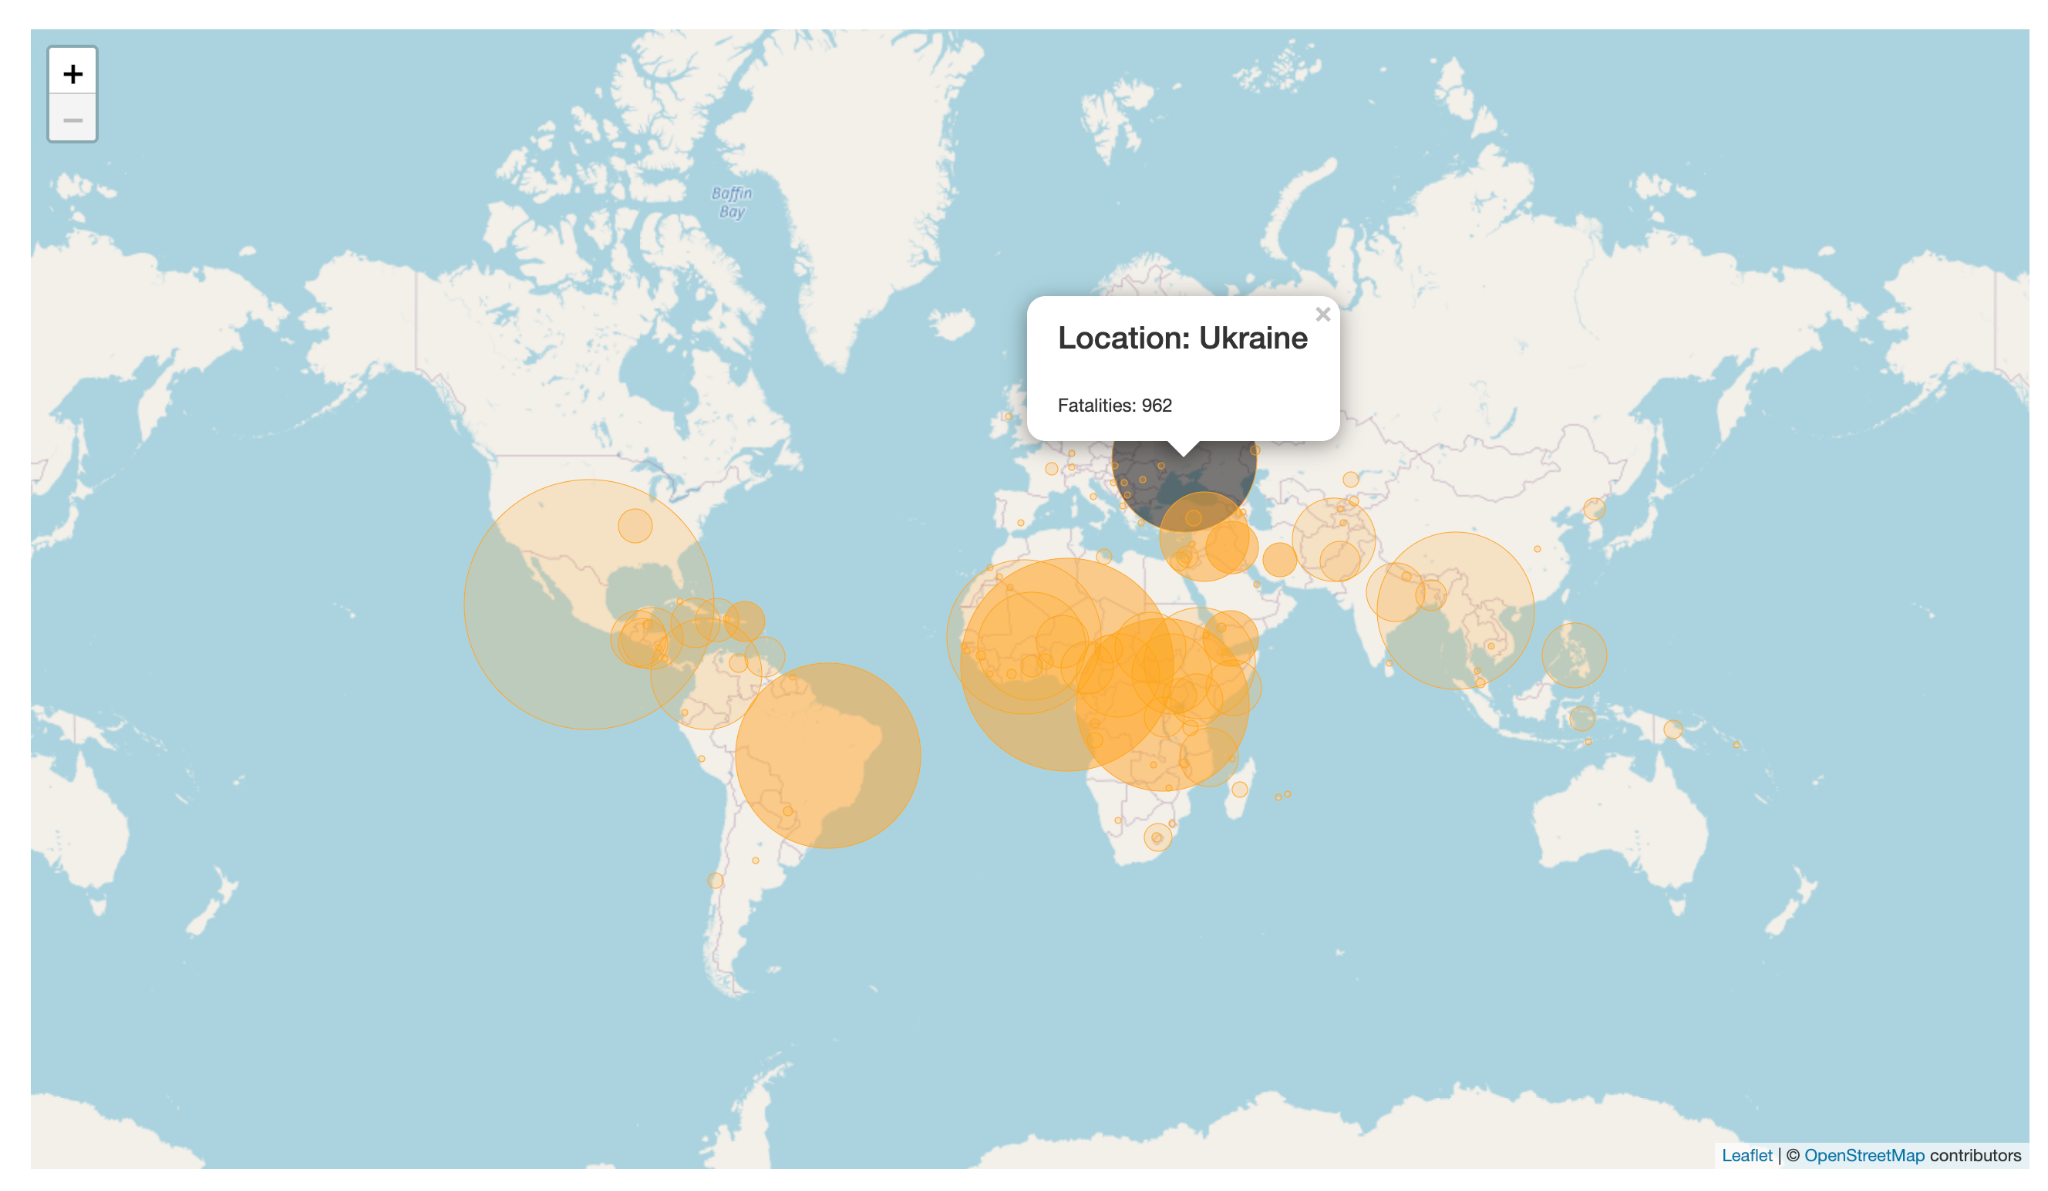 +
−
Baffin
Bay
×
Location: Ukraine
Fatalities: 962
Leaflet | © OpenStreetMap contributors